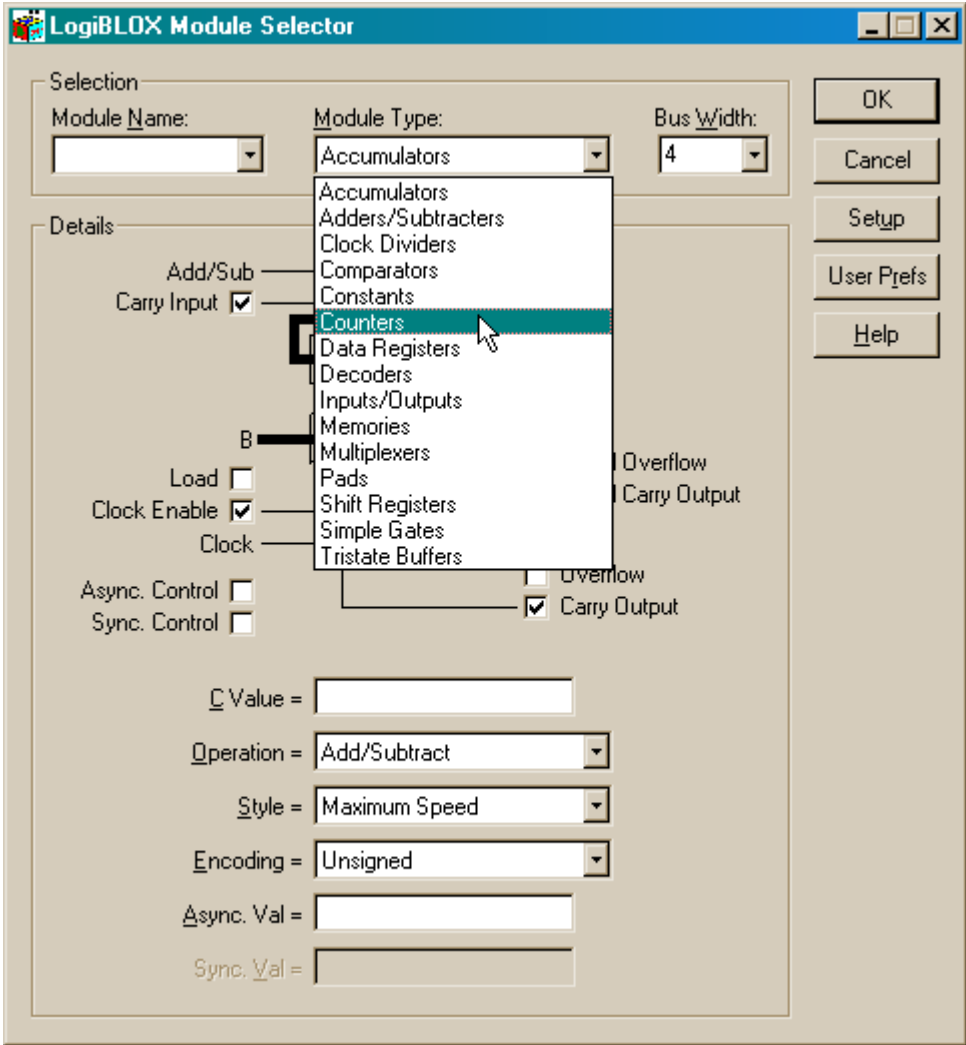 LogiBLOX Module Selector
Selection
Module Name:
Module Type:
Bus Width:
Accumulators
4
OK
Cancel
Setup
User Prefs
Help
Accumulators
Adders/Subtracters
Clock Dividers
Comparators
Constants
Counters
Data Registers
Decoders
Inputs/Outputs
Memories
Multiplexers
Pads
Shift Registers
Simple Gates
Tristate Buffers
Details
Add/Sub
Carry Input
B
Load
Clock Enable
Clock
Async. Control
Sync. Control
Overflow
Carry Output
Overflow
Carry Output
C Value =
Operation = Add/Subtract
Style = Maximum Speed
Encoding = Unsigned
Async. Val =
Sync. Val =